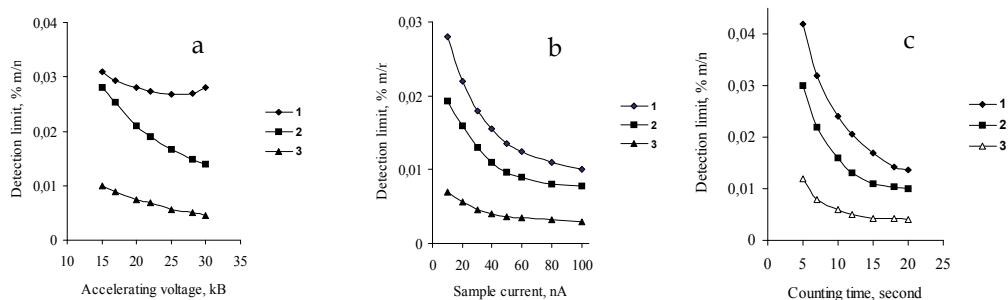 a
0,04
0,03
0,02
0,01
0
10 15 20 25 30 35
Accelerating voltage, kB
Detection limit, % m/n
1
2
3
b
0,03
0,02
0,01
0,00
0 20 40 60 80 100
Sample current, nA
Detection limit, % m/r
1
2
3
c
0,04
0,03
0,02
0,01
0
0 5 10 15 20 25
Counting time, second
Detection limit, % m/n
1
2
3